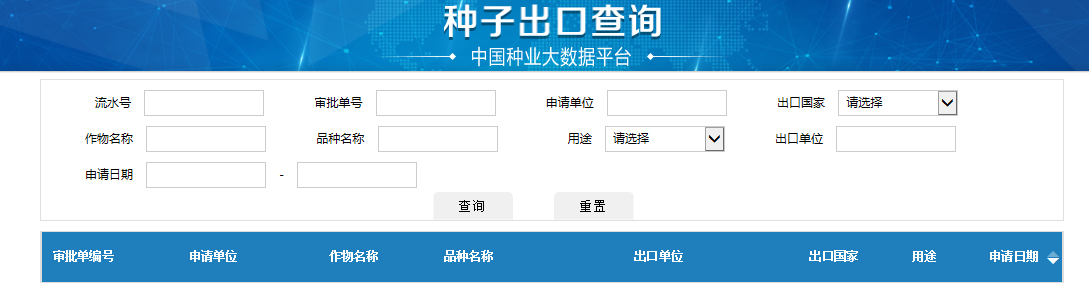 种子出口查询
中国种业大数据平台
流水号 审批单号 申请单位 出口国家 请选择
作物名称 品种名称 用途 请选择 出口单位
申请日期 -
查询 重置
审批单编号 申请单位 作物名称 品种名称 出口单位 出口国家 用途 申请日期